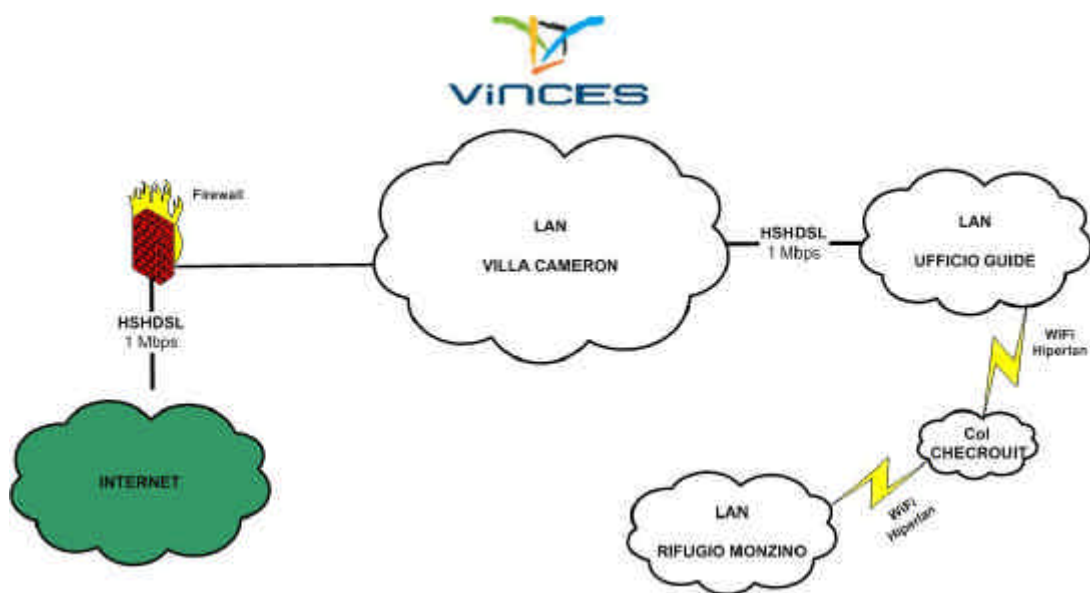 ViNCES
Firewall
LAN
VILLA CAMERON
HSHDSL
1 Mbps
LAN
UFFICIO GUIDE
HSHDSL
1 Mbps
WiFi
Hiperlan
Col
CHECROUIT
INTERNET
LAN
RIFUGIO MONZINO
WiFi
Hiperlan